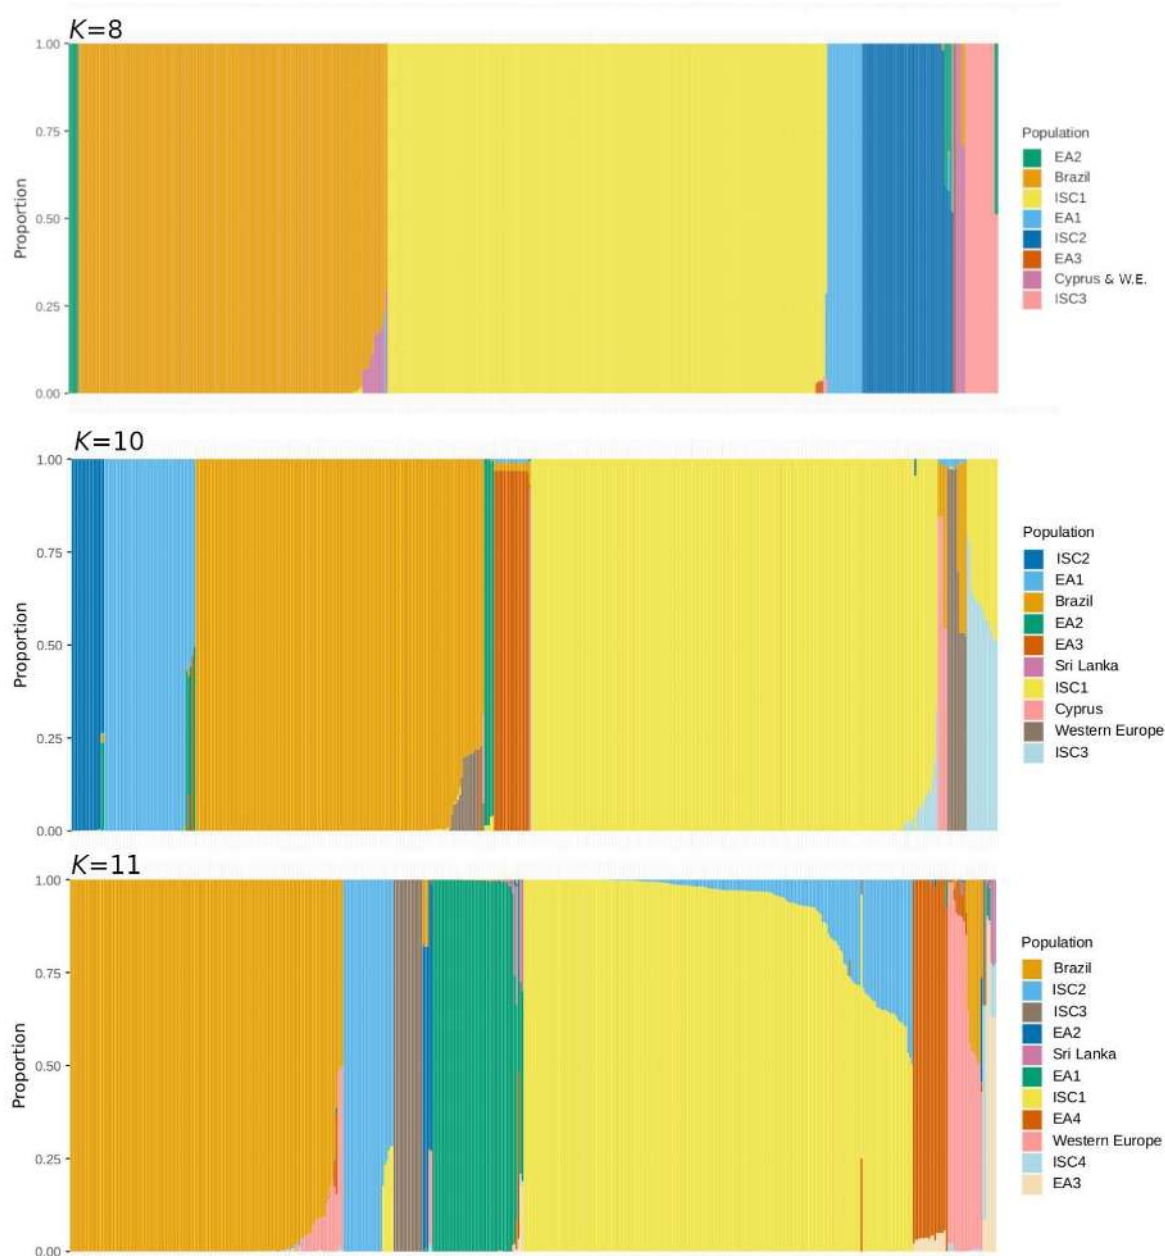 K=8
1.00
0.75
0.50
0.25
0.00
Proportion
Population
EA2
Brazil
ISC1
EA1
ISC2
EA3
Cyprus & W.E.
ISC3
K=10
1.00
0.75
0.50
0.25
0.00
Proportion
Population
ISC2
EA1
Brazil
EA2
EA3
Sri Lanka
ISC1
Cyprus
Western Europe
ISC3
K=11
1.00
0.75
0.50
0.25
0.00
Proportion
Population
Brazil
ISC2
ISC3
EA2
Sri Lanka
EA1
ISC1
EA4
Western Europe
ISC4
EA3